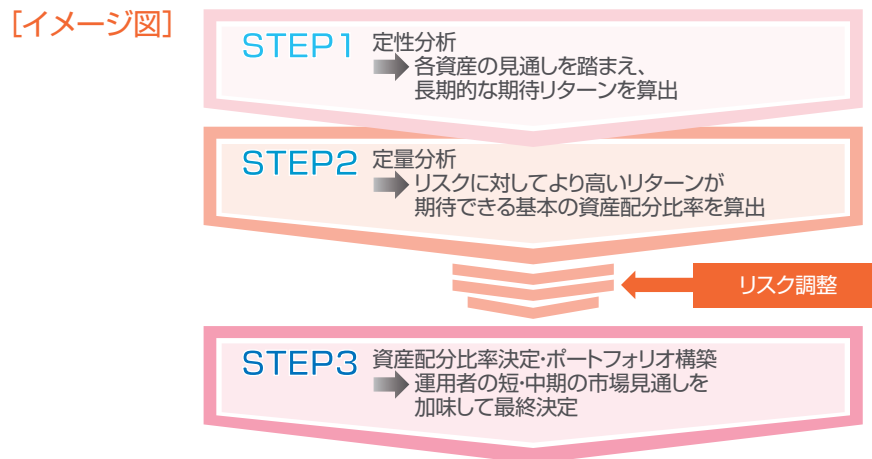 [イメージ図]
STEP1 定性分析
各資産の見通しを踏まえ、
長期的な期待リターンを算出
STEP2 定量分析
リスクに対してより高いリターンが
期待できる基本の資産配分比率を算出
リスク調整
STEP3 資産配分比率決定・ポートフォリオ構築
運用者の短・中期の市場見通しを
加味して最終決定